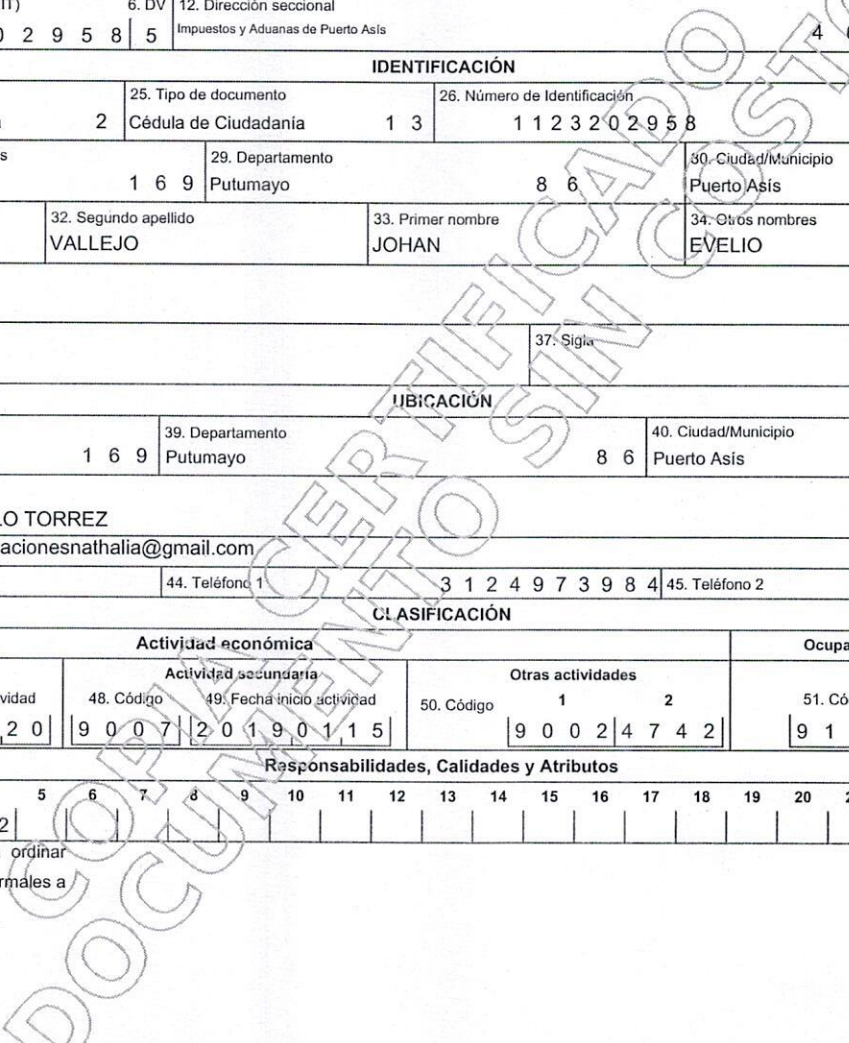 IT) 6. DV 12. Dirección seccional
0 2 9 5 8 5 Impuestos y Aduanas de Puerto Asís 4
IDENTIFICACIÓN
25. Tipo de documento 26. Número de Identificación
2 Cédula de Ciudadanía 1 3 1 1 2 3 2 0 2 9 5 8
s 29. Departamento 30. Ciudad/Municipio
1 6 9 Putumayo 8 6 Puerto Asís
32. Segundo apellido 33. Primer nombre 34. Otros nombres
VALLEJO JOHAN EVELIO
37. Sigla
UBICACIÓN
39. Departamento 40. Ciudad/Municipio
1 6 9 Putumayo 8 6 Puerto Asís
LO TORREZ
acionesnathalia@gmail.com
44. Teléfono 1 3 1 2 4 9 7 3 9 8 4 45. Teléfono 2
CLASIFICACIÓN
Actividad económica Ocupa
Actividad secundaria Otras actividades
vidad 48. Código 49. Fecha inicio actividad 50. Código 1 2 51. Có
2 0 9 0 0 7 2 0 1 9 0 1 1 5 9 0 0 2 4 7 4 2 9 1
Responsabilidades, Calidades y Atributos
5 6 7 8 9 10 11 12 13 14 15 16 17 18 19 20 2
2
ordinar
rmales a
COPIA CERTIFICADO
DOCUMENTO SIN COSTO